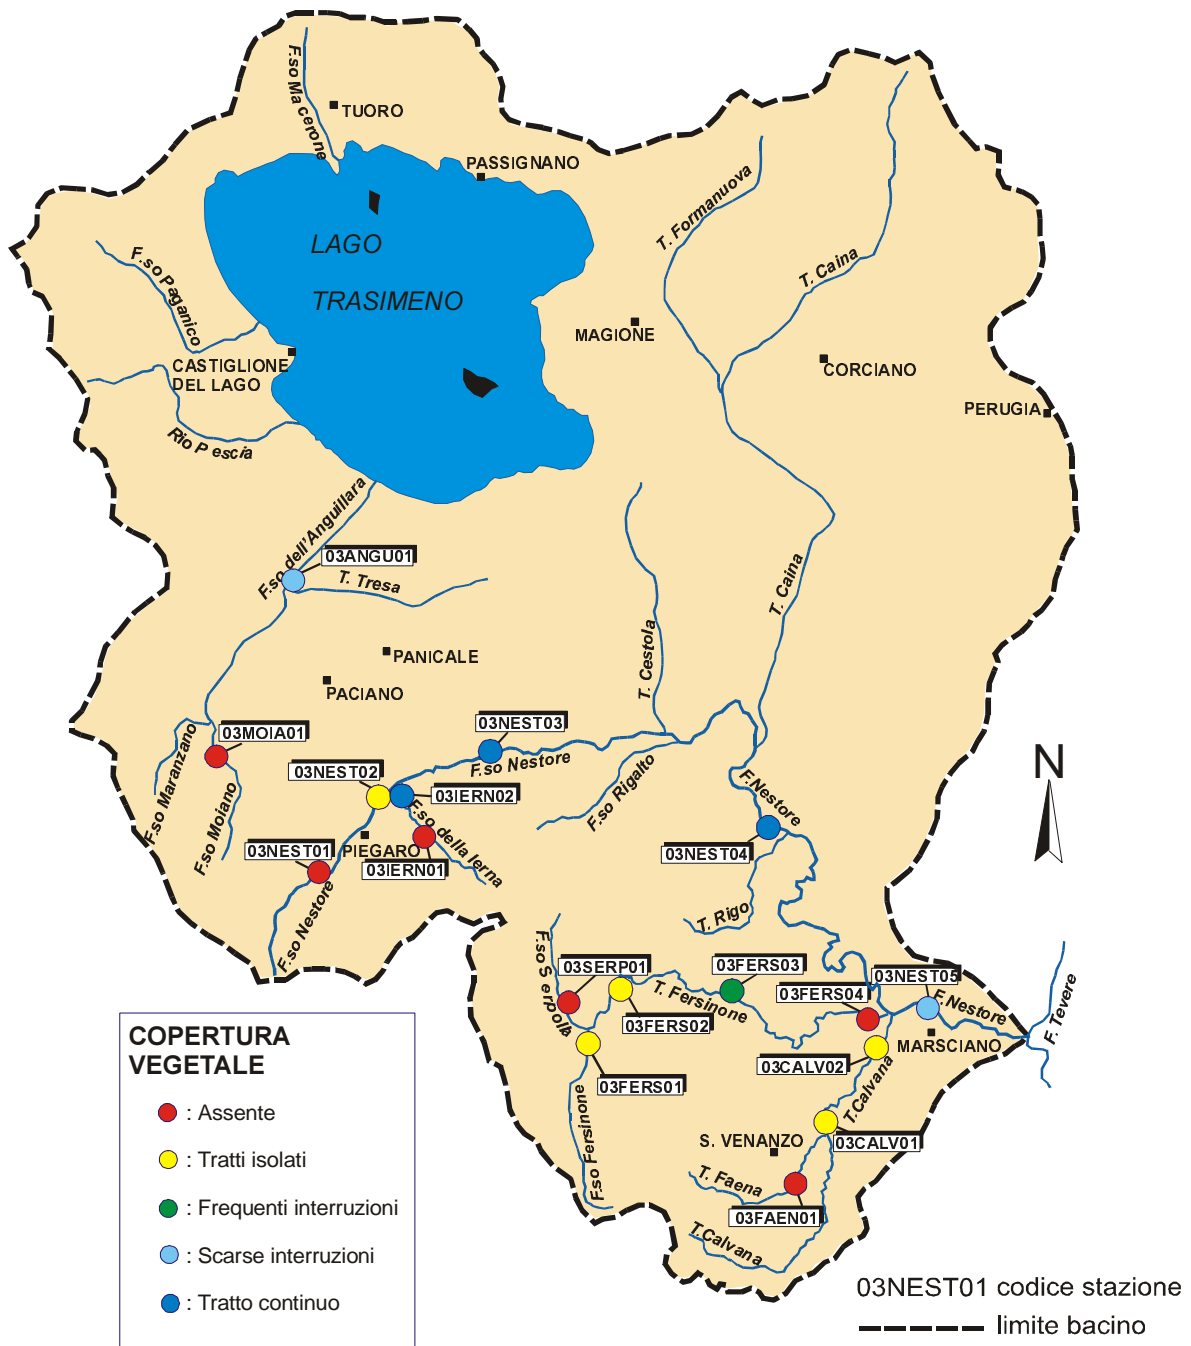 F.so Macerone
TUORO
PASSIGNANO
LAGO
TRASIMENO
T. Formanuova
T. Caina
F.so Paganico
MAGIONE
CASTIGLIONE
DEL LAGO
CORCIANO
PERUGIA
Rio Pescia
F.so dell'Anguillara
03ANGU01
T. Tresa
T. Caina
T. Cestola
PANICALE
PACIANO
03NEST03
03MOIA01
F.so Maranzano
F.so Nestore
03NEST02
03IERN02
F.so Rigalto
F.Nestore
N
F.so Moiano
F.so della Ierna
PIEGARO
03NEST01
03IERN01
03NEST04
F.so Nestore
T. Rigo
F.so Serpolla
03SERP01
03FERS03
03NEST05
T. Fersinone
03FERS04
F.Nestore
F. Tevere
03FERS02
MARSCIANO
03CALV02
03FERS01
T.Calvana
F.so Fersinone
S. VENANZO
03CALV01
T. Faena
03FAEN01
T.Calvana
COPERTURA
VEGETALE
: Assente
: Tratti isolati
: Frequenti interruzioni
: Scarse interruzioni
: Tratto continuo
03NEST01 codice stazione
limite bacino